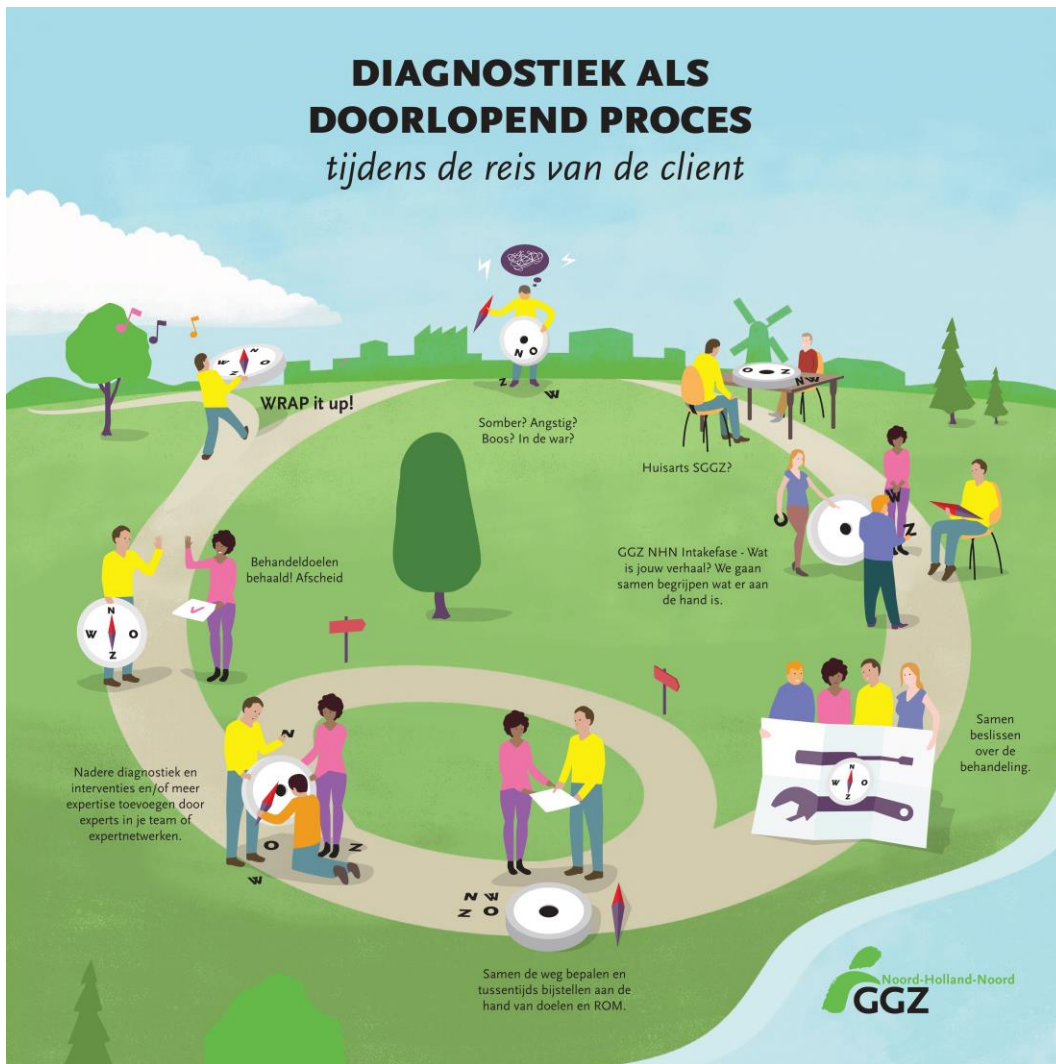 DIAGNOSTIEK ALS
DOORLOPEND PROCES
tijdens de reis van de client
N O
Z W
Somber? Angstig?
Boos? In de war?
O Z
N W
Huisarts SGGZ?
O W
Z
GGZ NHN Intakefase - Wat
is jouw verhaal? We gaan
samen begrijpen wat er aan
de hand is.
N
W O
Z
Samen
beslissen
over de
behandeling.
N W
Z O
Samen de weg bepalen en
tussentijds bijstellen aan de
hand van doelen en ROM.
N
O Z
W
Nadere diagnostiek en
interventies en/of meer
expertise toevoegen door
experts in je team of
expertnetwerken.
N
W O
Z
Behandeldoelen
behaald! Afscheid
N
W O
Z
WRAP it up!
Noord-Holland-Noord
GGZ